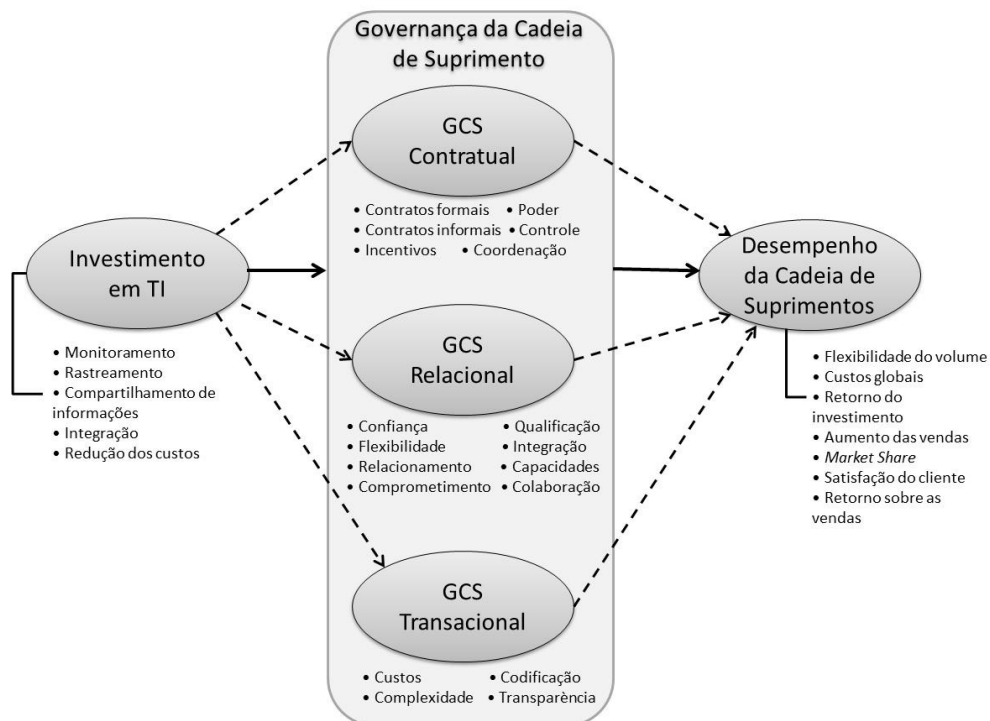 Governança da Cadeia
de Suprimento
GCS
Contratual
• Contratos formais • Poder
• Contratos informais • Controle
• Incentivos • Coordenação
Investimento
em TI
• Monitoramento
• Rastreamento
• Compartilhamento de
informações
• Integração
• Redução dos custos
GCS
Relacional
• Confiança • Qualificação
• Flexibilidade • Integração
• Relacionamento • Capacidades
• Comprometimento • Colaboração
GCS
Transacional
• Custos • Codificação
• Complexidade • Transparència
Desempenho
da Cadeia de
Suprimentos
• Flexibilidade do volume
• Custos globais
• Retorno do
investimento
• Aumento das vendas
• Market Share
• Satisfação do cliente
• Retorno sobre as
vendas